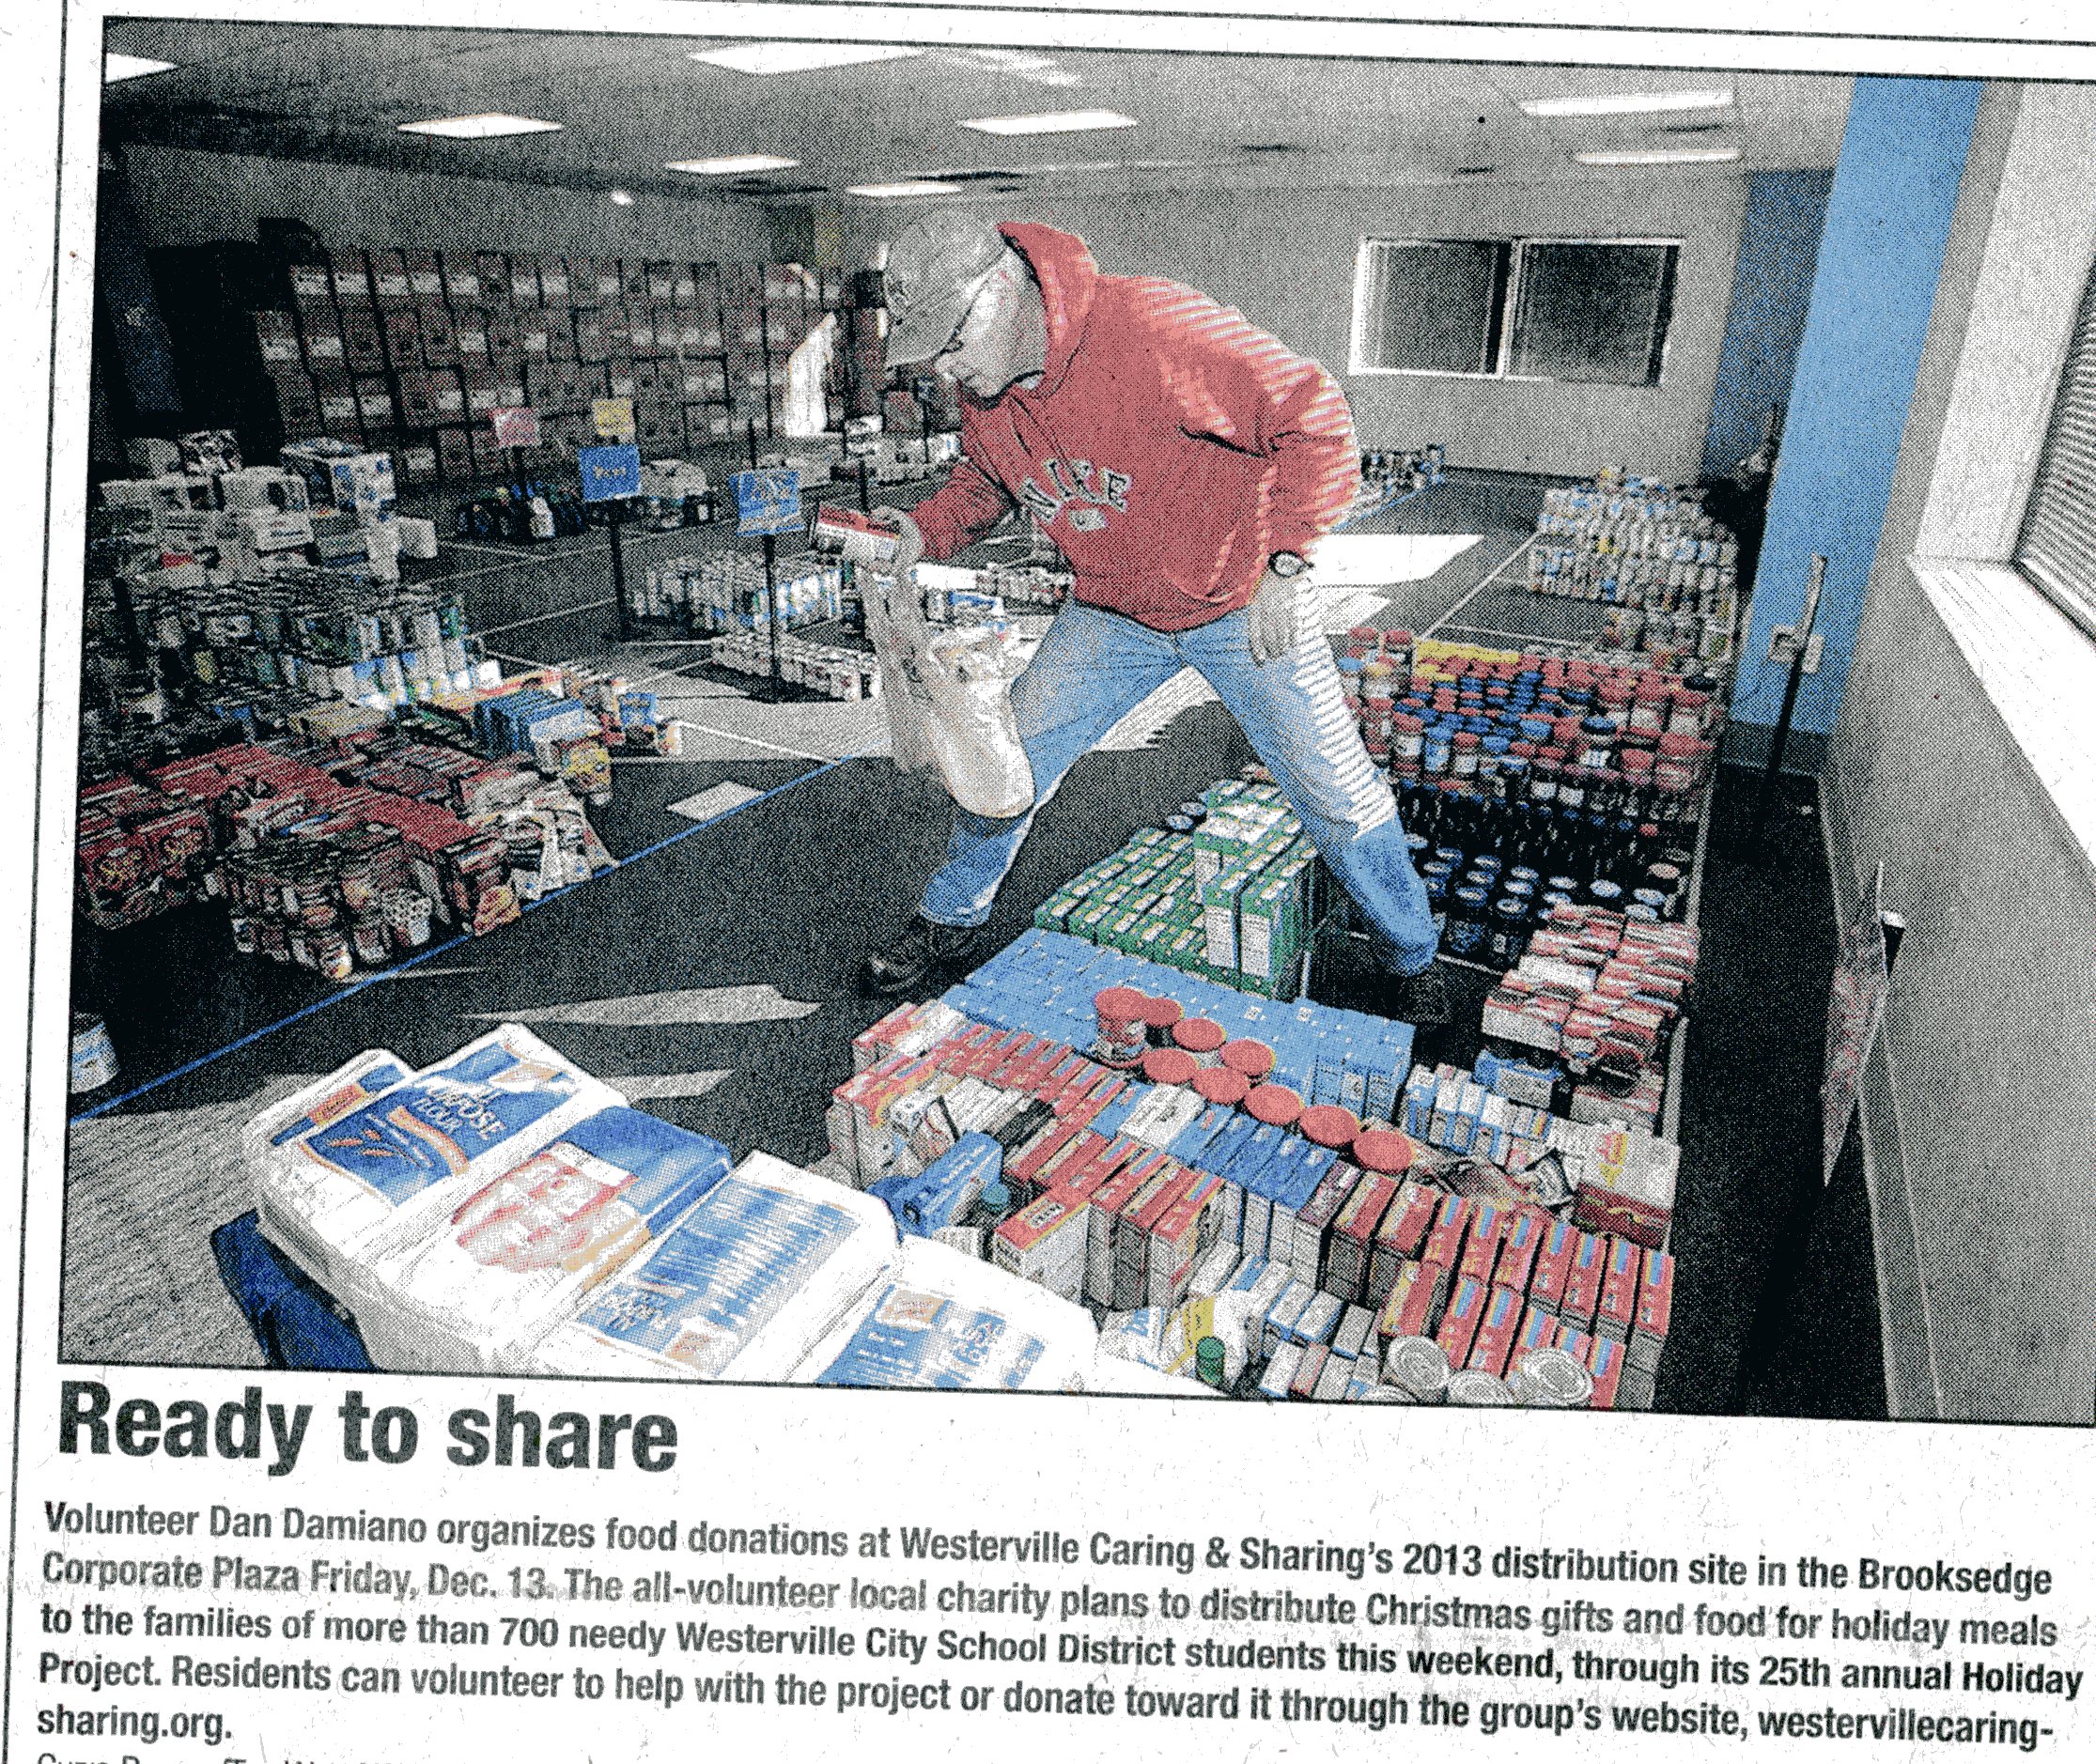 ALL
PURPOSE
FLOUR
Ready to share
Volunteer Dan Damiano organizes food donations at Westerville Caring & Sharing's 2013 distribution site in the Brooksedge
Corporate Plaza Friday, Dec. 13. The all-volunteer local charity plans to distribute Christmas gifts and food for holiday meals
to the families of more than 700 needy Westerville City School District students this weekend, through its 25th annual Holiday
Project. Residents can volunteer to help with the project or donate toward it through the group's website, westervillecaring-
sharing.org.